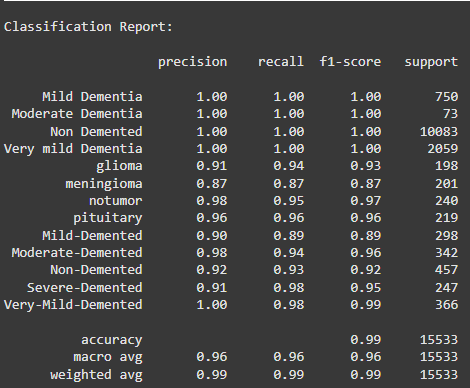 Classification Report:
precision recall f1-score support
Mild Dementia 1.00 1.00 1.00 750
Moderate Dementia 1.00 1.00 1.00 73
Non Demented 1.00 1.00 1.00 10083
Very mild Dementia 1.00 1.00 1.00 2059
glioma 0.91 0.94 0.93 198
meningioma 0.87 0.87 0.87 201
notumor 0.98 0.95 0.97 240
pituitary 0.96 0.96 0.96 219
Mild-Demented 0.90 0.89 0.89 298
Moderate-Demented 0.98 0.94 0.96 342
Non-Demented 0.92 0.93 0.92 457
Severe-Demented 0.91 0.98 0.95 247
Very-Mild-Demented 1.00 0.98 0.99 366
accuracy 0.99 15533
macro avg 0.96 0.96 0.96 15533
weighted avg 0.99 0.99 0.99 15533